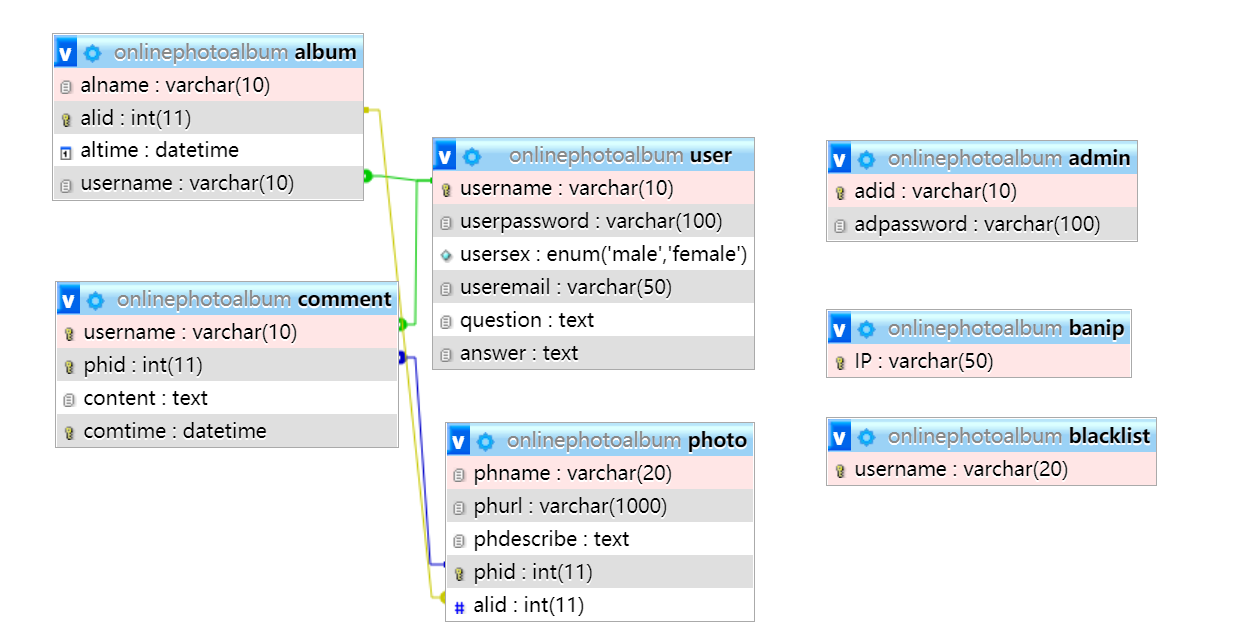 v onlinephotoalbum album
alname : varchar(10)
alid : int(11)
altime : datetime
username : varchar(10)
v onlinephotoalbum comment
username : varchar(10)
phid : int(11)
content : text
comtime : datetime
v onlinephotoalbum user
username : varchar(10)
userpassword : varchar(100)
usersex : enum('male','female')
useremail : varchar(50)
question : text
answer : text
v onlinephotoalbum photo
phname : varchar(20)
phurl : varchar(1000)
phdescribe : text
phid : int(11)
# alid : int(11)
v onlinephotoalbum admin
adid : varchar(10)
adpassword : varchar(100)
v onlinephotoalbum banip
IP : varchar(50)
v onlinephotoalbum blacklist
username : varchar(20)